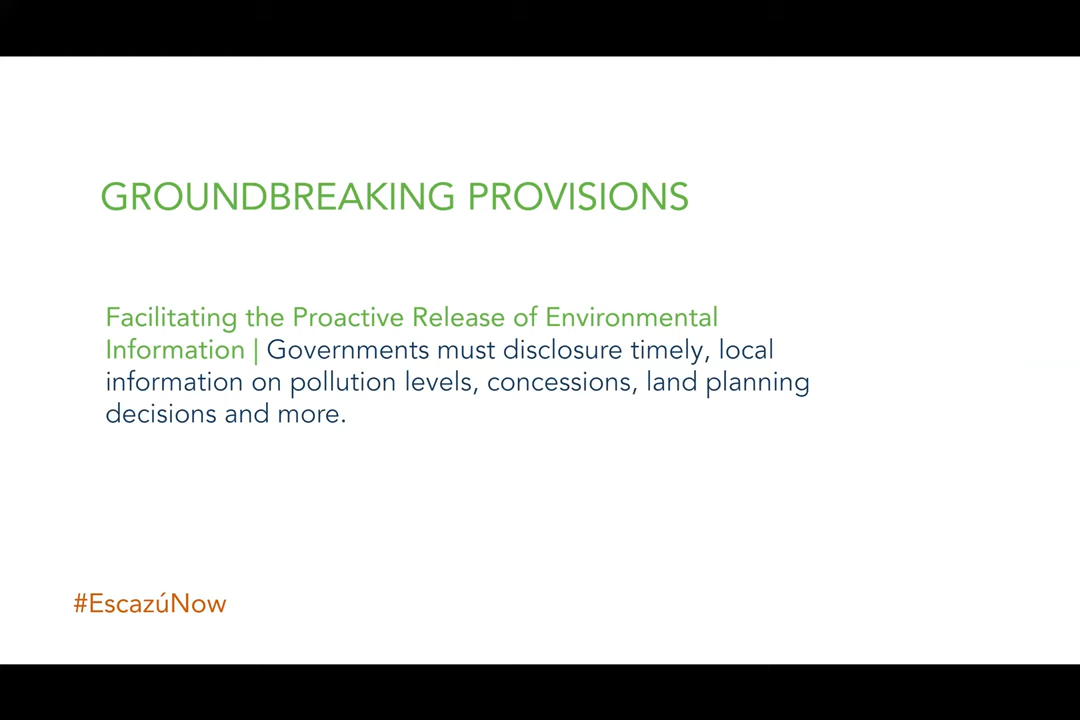 GROUNDBREAKING PROVISIONS
Facilitating the Proactive Release of Environmental
Information | Governments must disclosure timely, local
information on pollution levels, concessions, land planning
decisions and more.
#EscazúNow